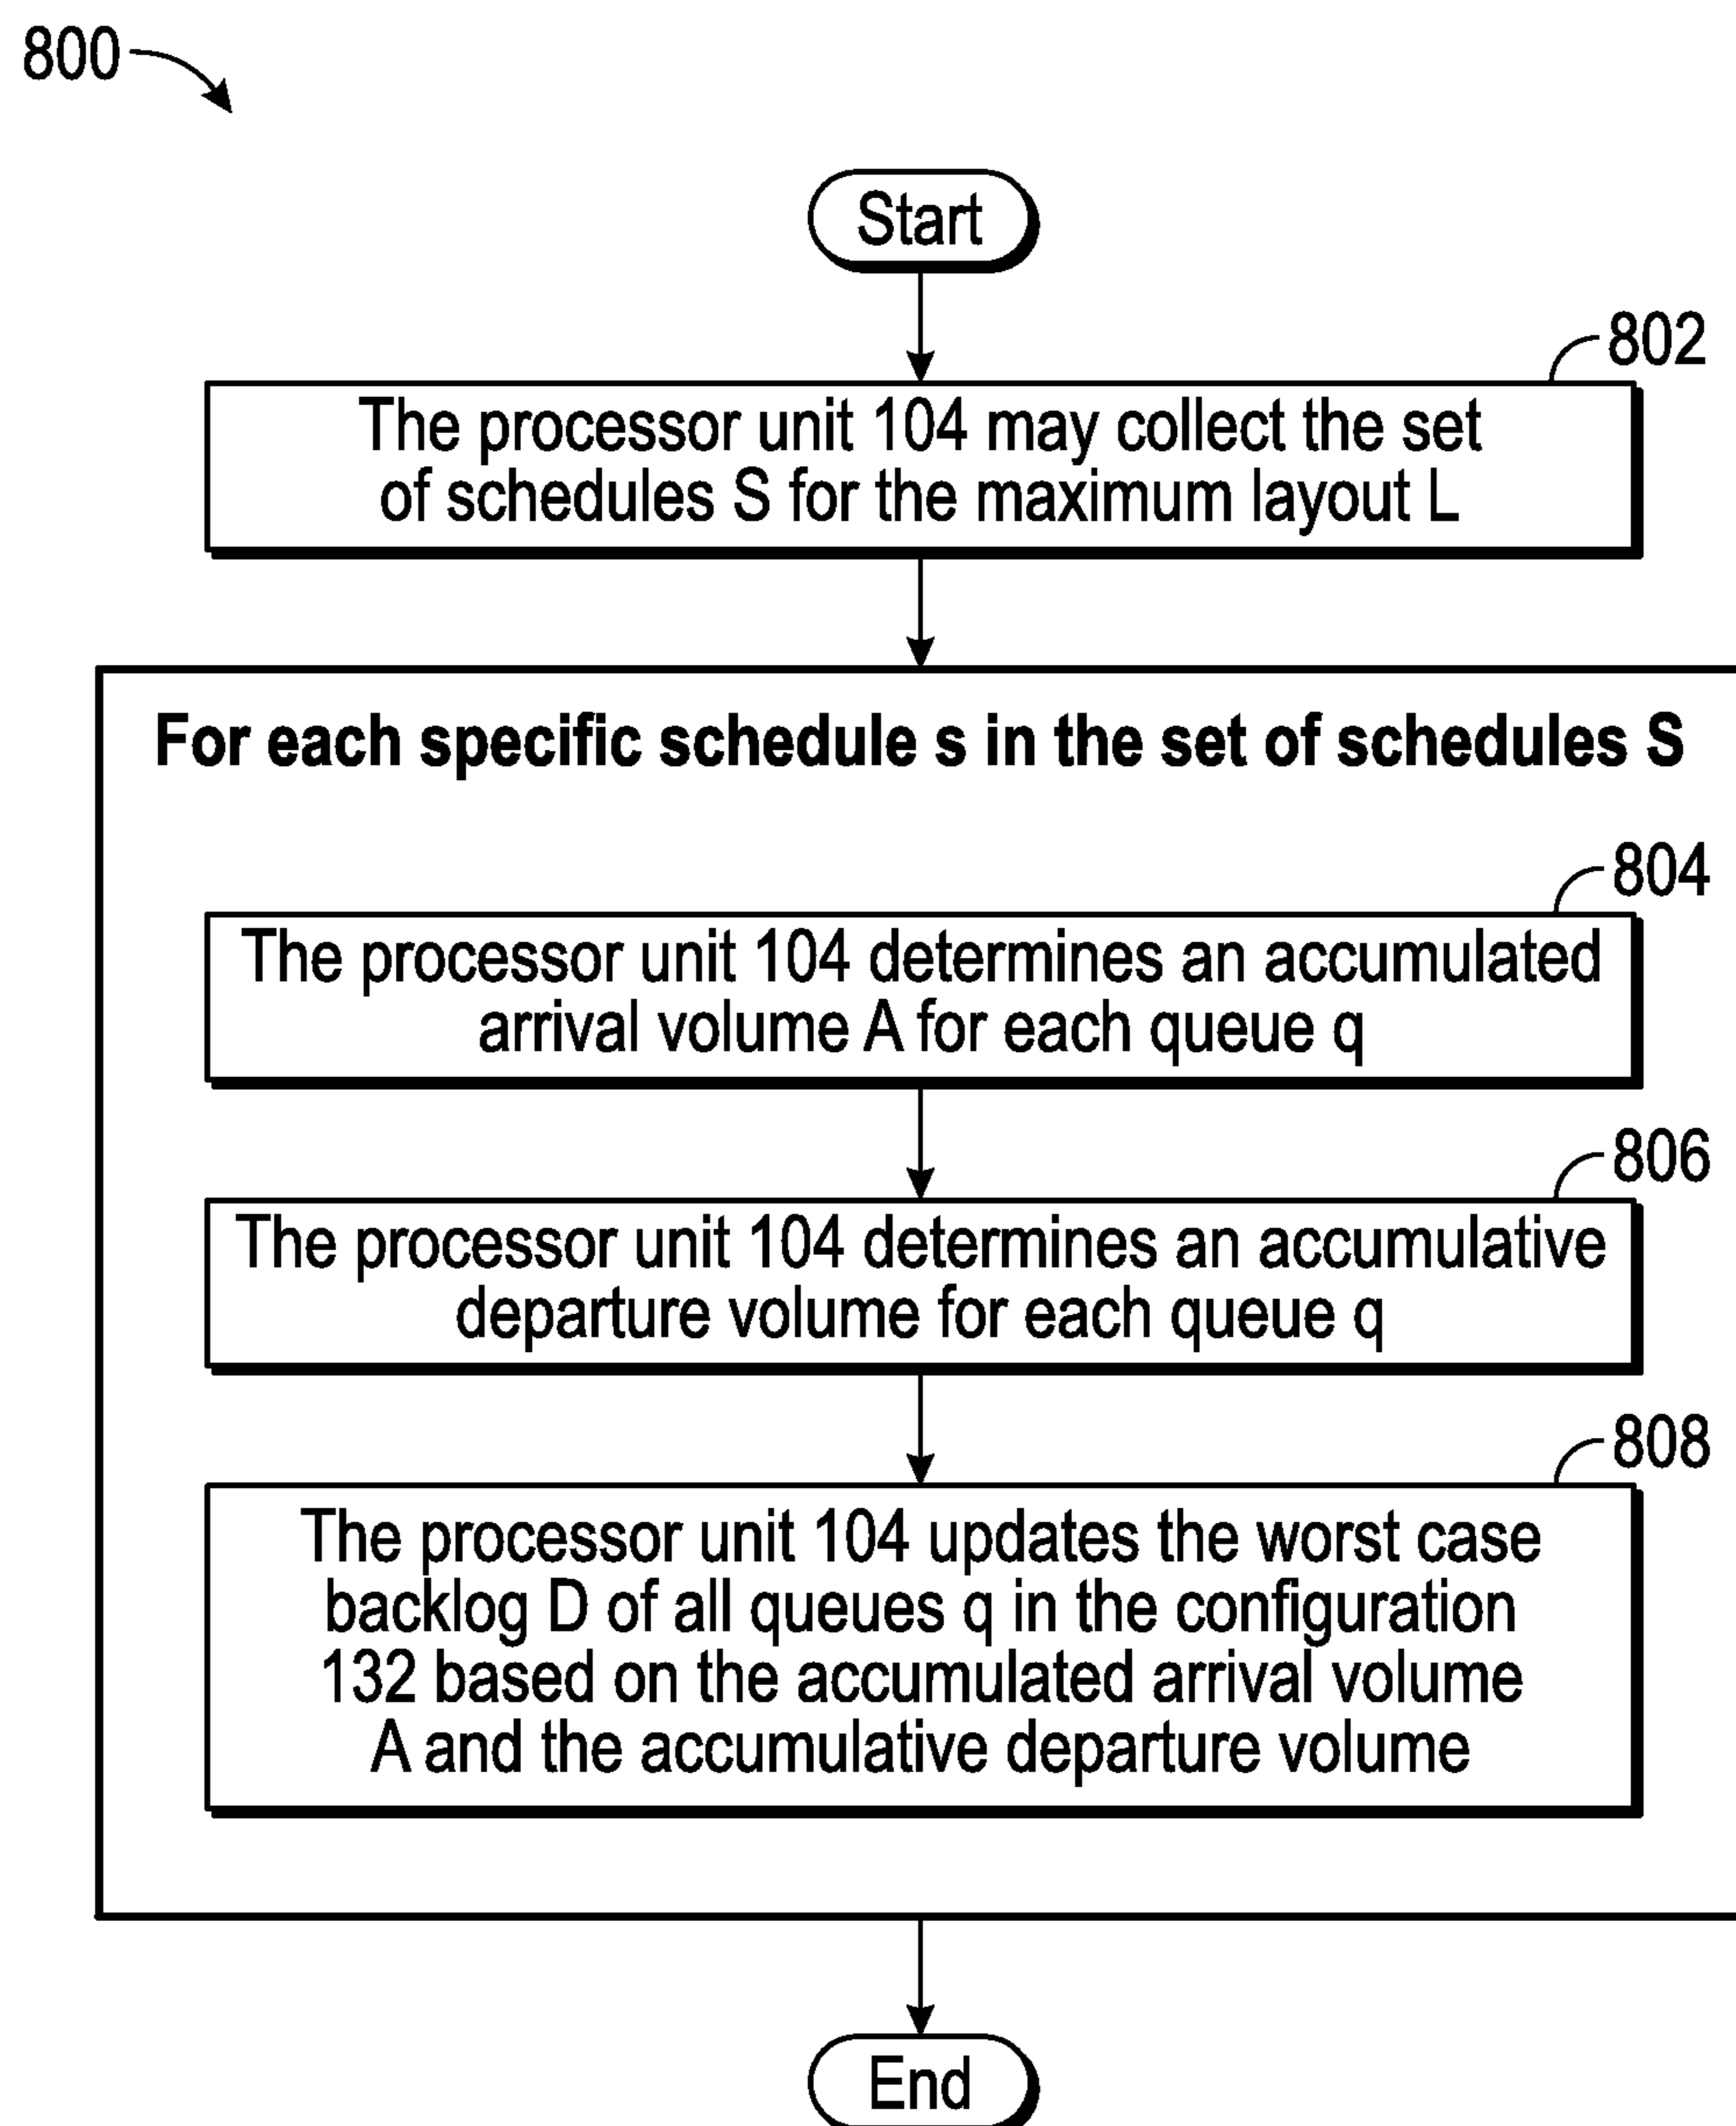 800
Start
802
The processor unit 104 may collect the set
of schedules S for the maximum layout L
For each specific schedule s in the set of schedules S
804
The processor unit 104 determines an accumulated
arrival volume A for each queue q
806
The processor unit 104 determines an accumulative
departure volume for each queue q
808
The processor unit 104 updates the worst case
backlog D of all queues q in the configuration
132 based on the accumulated arrival volume
A and the accumulative departure volume
End